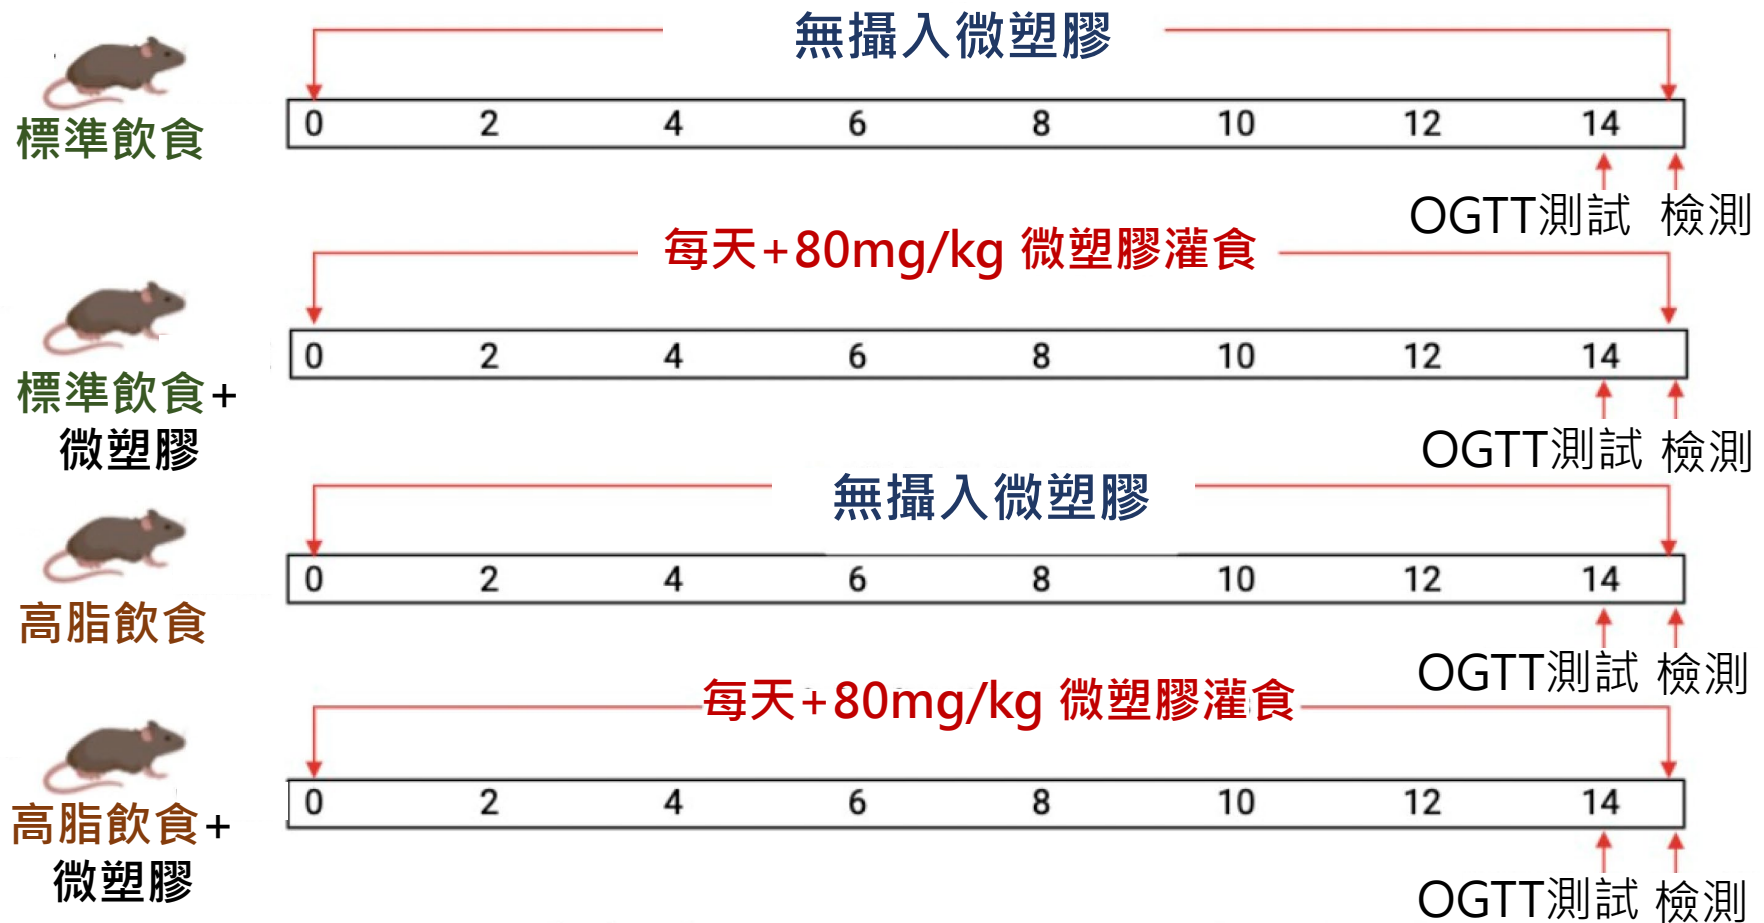 無攝入微塑膠
標準飲食
0 2 4 6 8 10 12 14
OGTT測試 檢測
每天+80mg/kg 微塑膠灌食
標準飲食+
微塑膠
0 2 4 6 8 10 12 14
OGTT測試 檢測
無攝入微塑膠
高脂飲食
0 2 4 6 8 10 12 14
OGTT測試 檢測
每天+80mg/kg 微塑膠灌食
高脂飲食+
微塑膠
0 2 4 6 8 10 12 14
OGTT測試 檢測